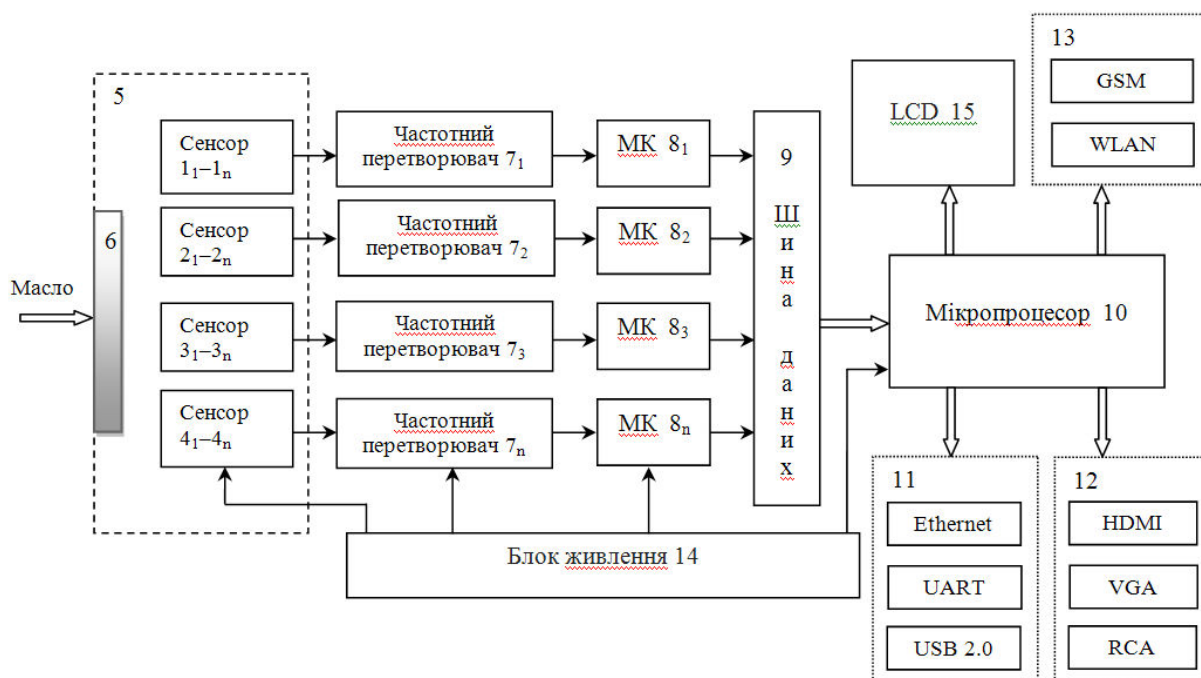 5
6
Масло
Сенсор
1₁–1ₙ
Частотний
перетворювач 7₁
МК 8₁
Сенсор
2₁–2ₙ
Частотний
перетворювач 7₂
МК 8₂
Сенсор
3₁–3ₙ
Частотний
перетворювач 7₃
МК 8₃
Сенсор
4₁–4ₙ
Частотний
перетворювач 7ₙ
МК 8ₙ
9
Шина даних
Блок живлення 14
LCD 15
13
GSM
WLAN
Мікропроцесор 10
11
Ethernet
UART
USB 2.0
12
HDMI
VGA
RCA